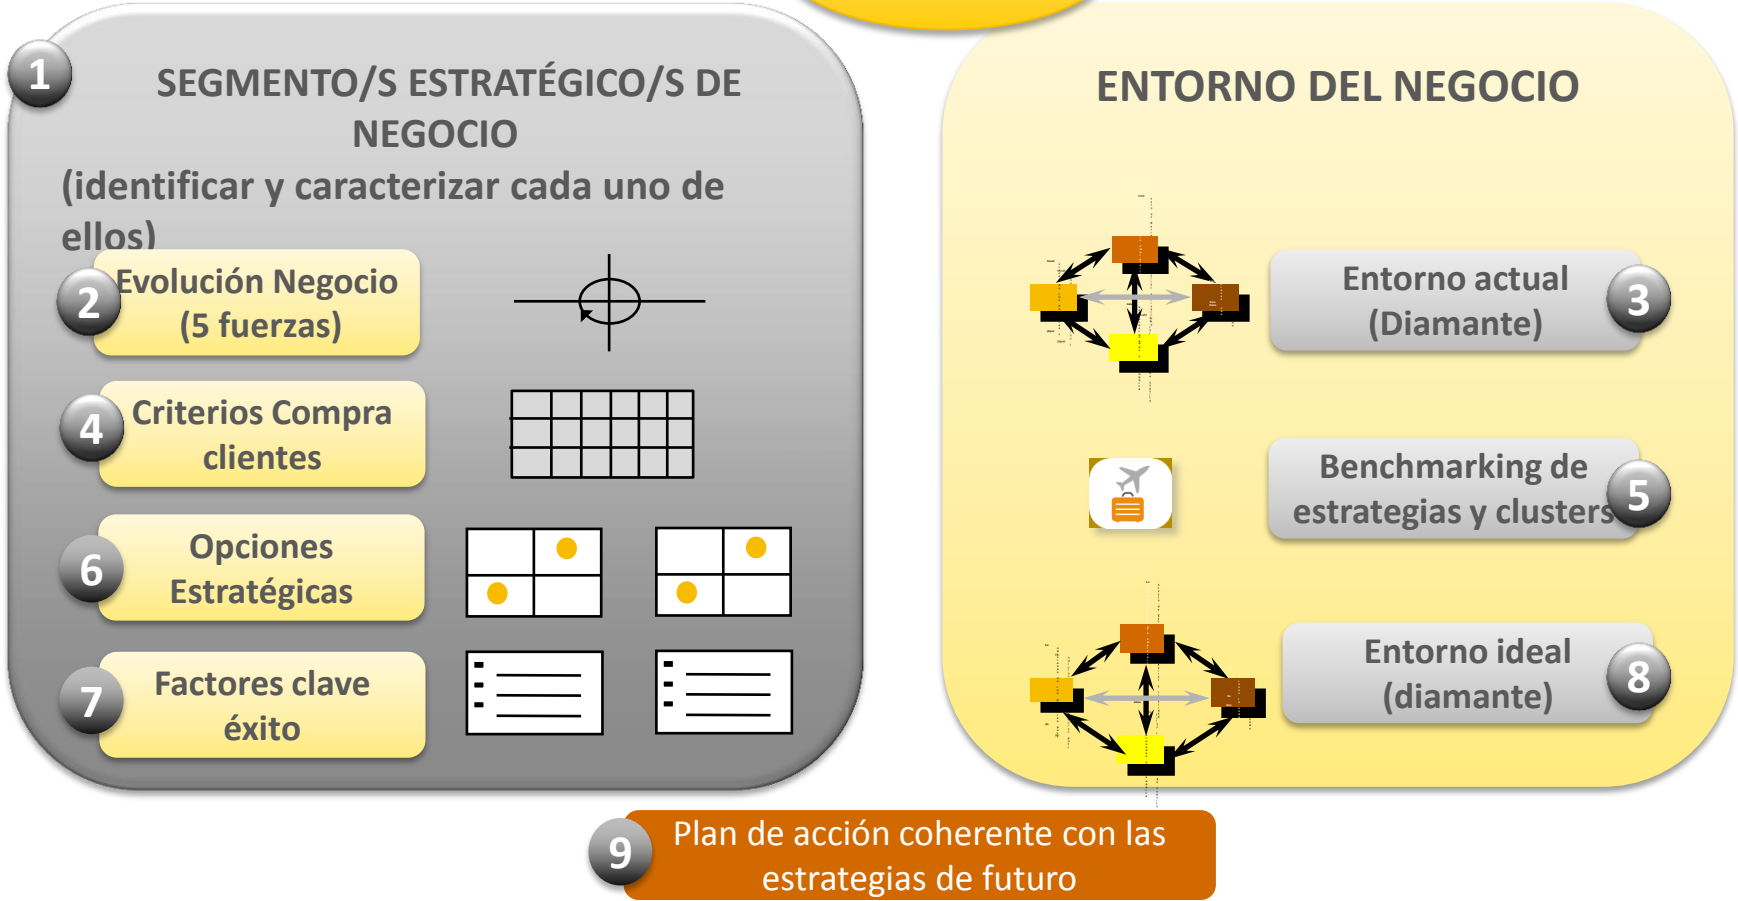 1
SEGMENTO/S ESTRATÉGICO/S DE
NEGOCIO
(identificar y caracterizar cada uno de
ellos)
2
Evolución Negocio
(5 fuerzas)
4
Criterios Compra
clientes
6
Opciones
Estratégicas
7
Factores clave
éxito
ENTORNO DEL NEGOCIO
Entorno actual
(Diamante)
3
Benchmarking de
estrategias y clusters
5
Entorno ideal
(diamante)
8
9
Plan de acción coherente con las
estrategias de futuro